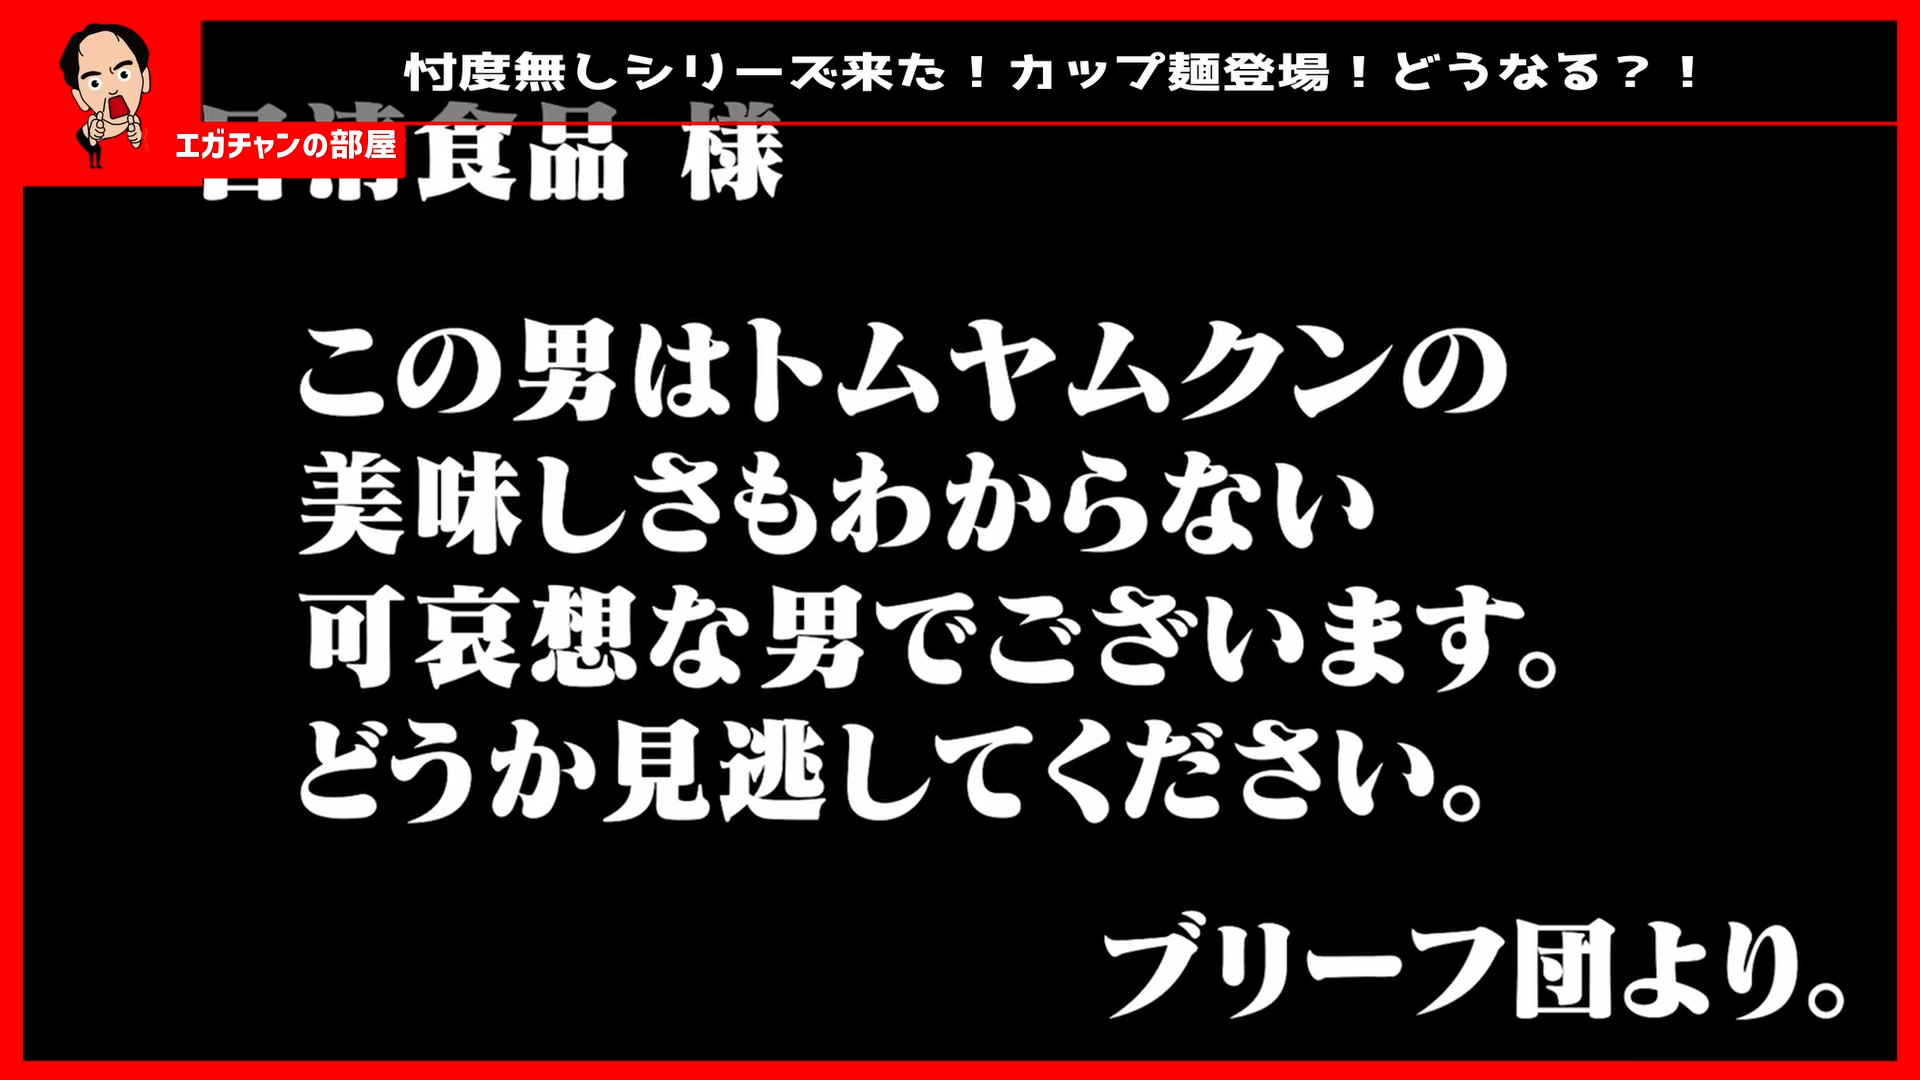 忖度無しシリーズ来た！カップ麺登場！どうなる？！
エガチャンの部屋
日清食品 様
この男はトムヤムクンの
美味しさもわからない
可哀想な男でございます。
どうか見逃してください。
ブリーフ団より。